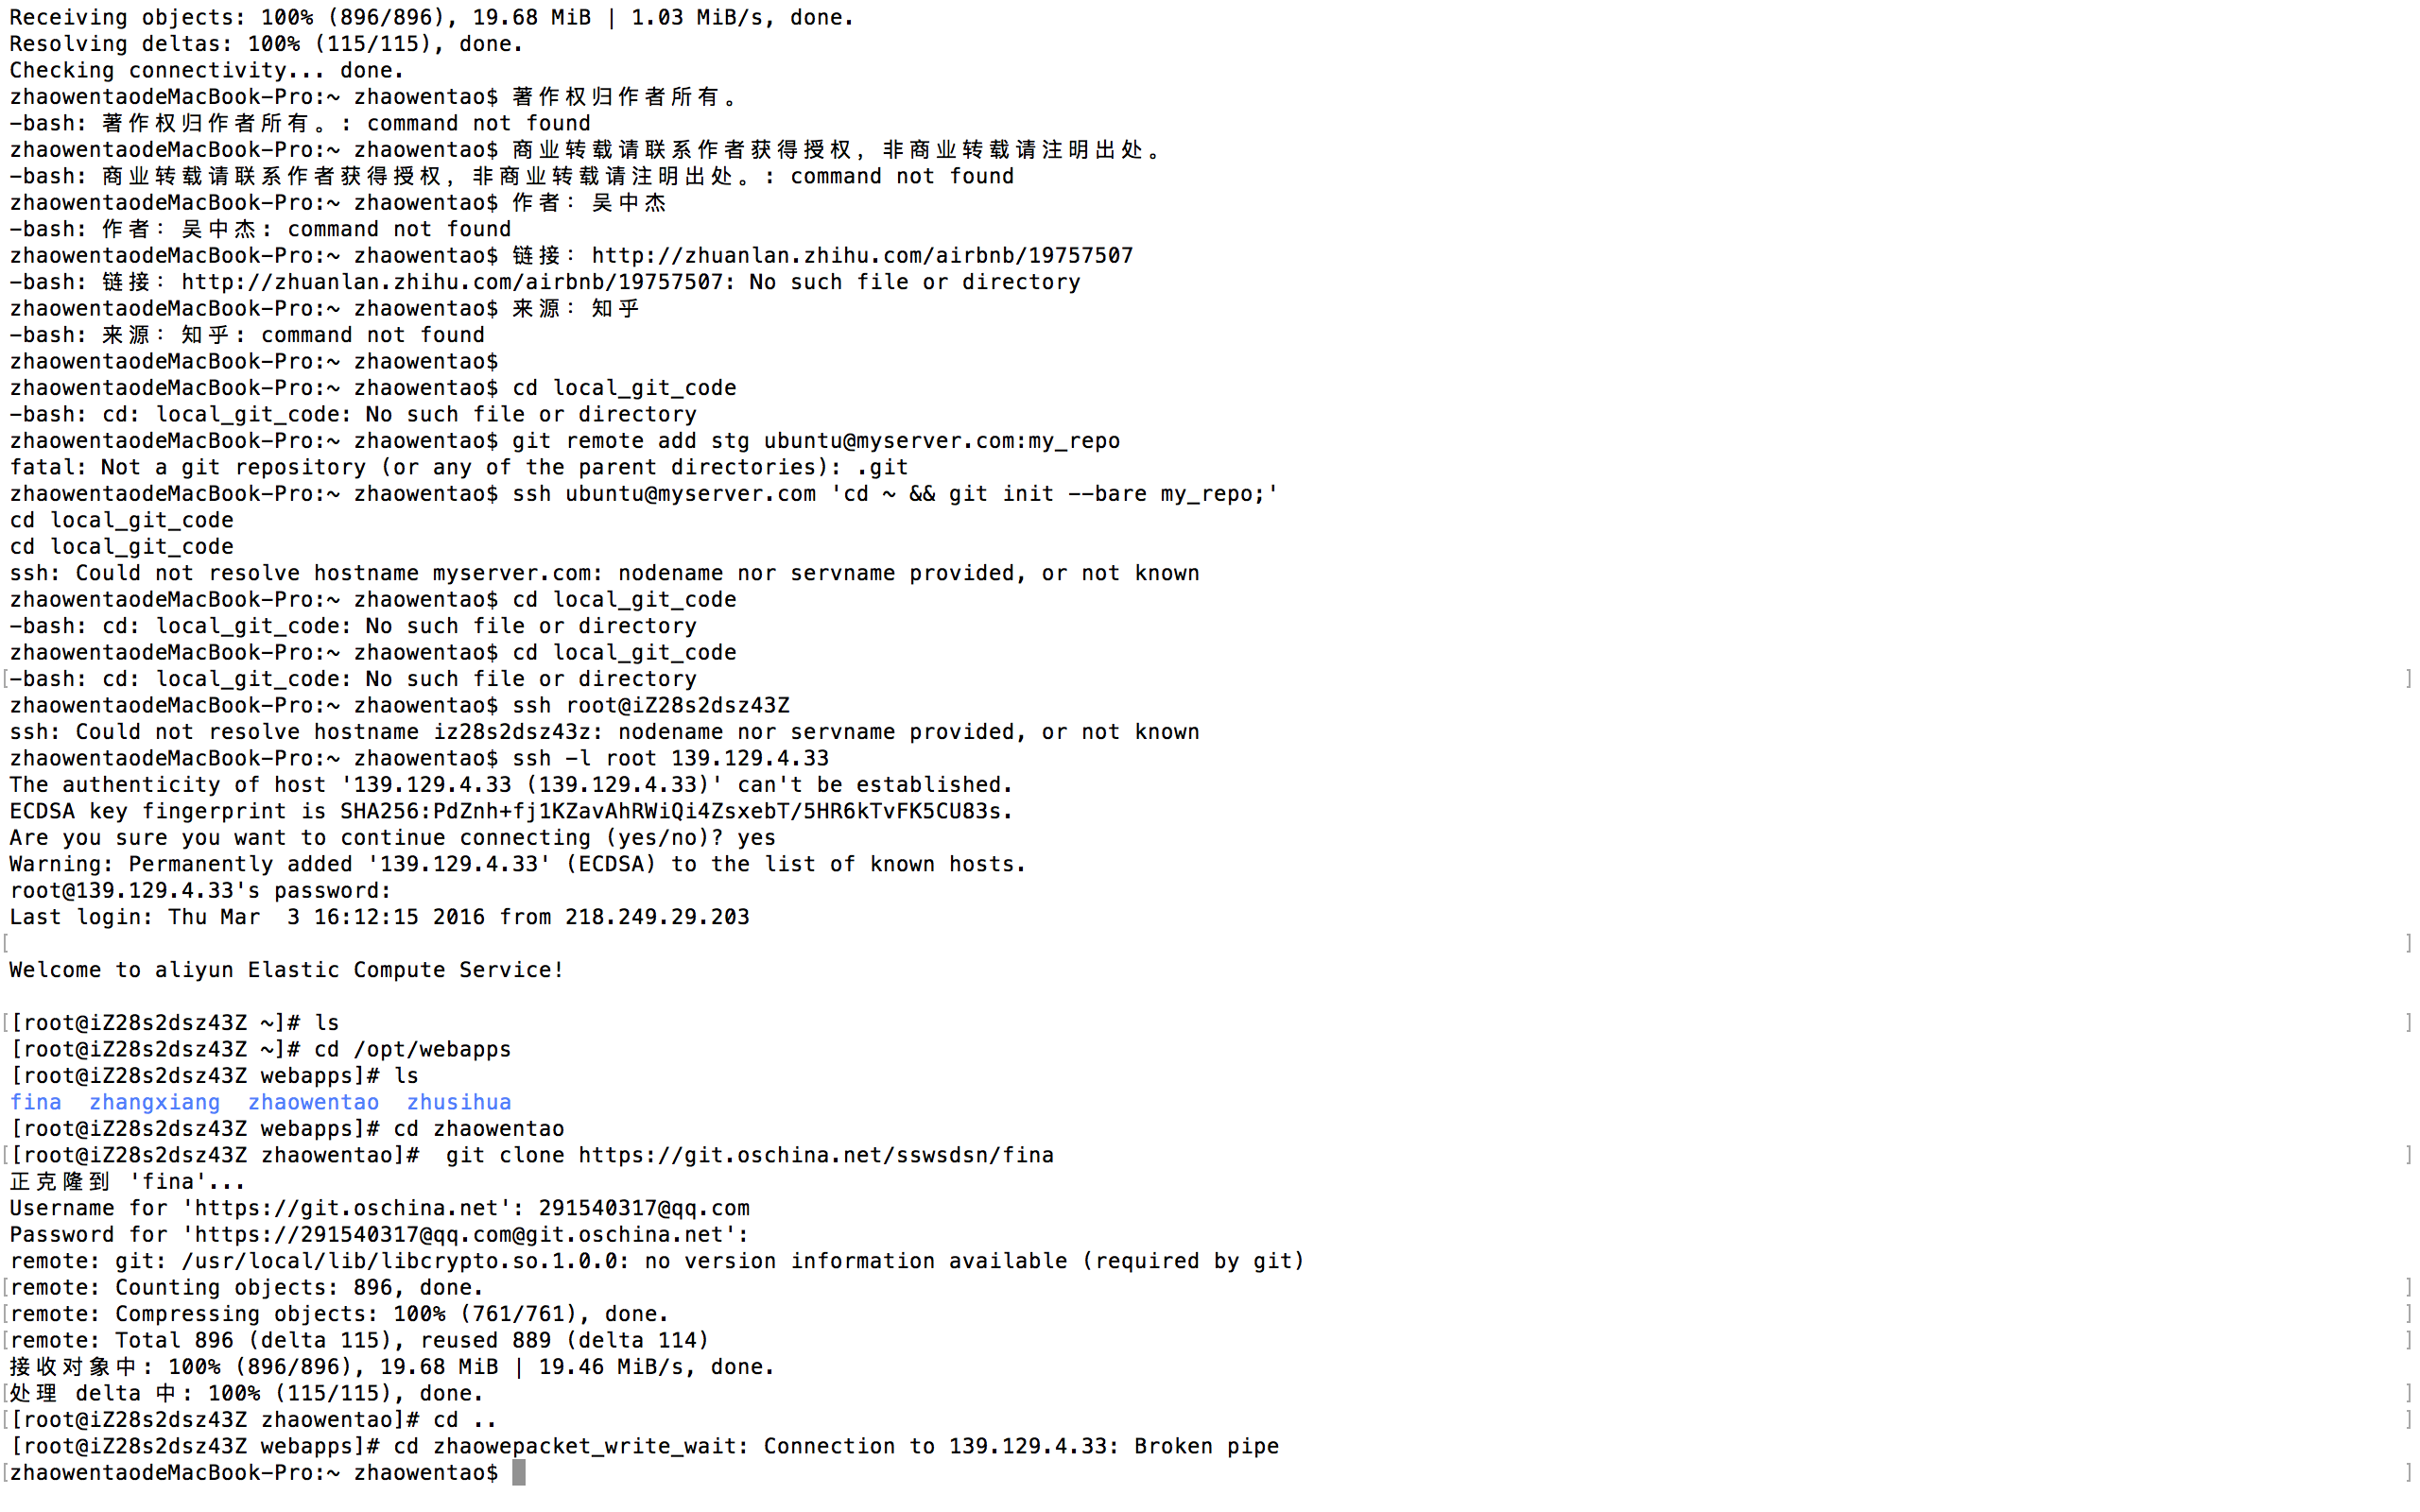 Receiving objects: 100% (896/896), 19.68 MiB | 1.03 MiB/s, done.
Resolving deltas: 100% (115/115), done.
Checking connectivity... done.
zhaowentaodeMacBook-Pro:~ zhaowentao$ 著作权归作者所有。
-bash: 著作权归作者所有。: command not found
zhaowentaodeMacBook-Pro:~ zhaowentao$ 商业转载请联系作者获得授权，非商业转载请注明出处。
-bash: 商业转载请联系作者获得授权，非商业转载请注明出处。: command not found
zhaowentaodeMacBook-Pro:~ zhaowentao$ 作者：吴中杰
-bash: 作者：吴中杰: command not found
zhaowentaodeMacBook-Pro:~ zhaowentao$ 链接：http://zhuanlan.zhihu.com/airbnb/19757507
-bash: 链接：http://zhuanlan.zhihu.com/airbnb/19757507: No such file or directory
zhaowentaodeMacBook-Pro:~ zhaowentao$ 来源：知乎
-bash: 来源：知乎: command not found
zhaowentaodeMacBook-Pro:~ zhaowentao$
zhaowentaodeMacBook-Pro:~ zhaowentao$ cd local_git_code
-bash: cd: local_git_code: No such file or directory
zhaowentaodeMacBook-Pro:~ zhaowentao$ git remote add stg ubuntu@myserver.com:my_repo
fatal: Not a git repository (or any of the parent directories): .git
zhaowentaodeMacBook-Pro:~ zhaowentao$ ssh ubuntu@myserver.com 'cd ~ && git init --bare my_repo;'
cd local_git_code
cd local_git_code
ssh: Could not resolve hostname myserver.com: nodename nor servname provided, or not known
zhaowentaodeMacBook-Pro:~ zhaowentao$ cd local_git_code
-bash: cd: local_git_code: No such file or directory
zhaowentaodeMacBook-Pro:~ zhaowentao$ cd local_git_code
[-bash: cd: local_git_code: No such file or directory ]
zhaowentaodeMacBook-Pro:~ zhaowentao$ ssh root@iZ28s2dsz43Z
ssh: Could not resolve hostname iz28s2dsz43z: nodename nor servname provided, or not known
zhaowentaodeMacBook-Pro:~ zhaowentao$ ssh -l root 139.129.4.33
The authenticity of host '139.129.4.33 (139.129.4.33)' can't be established.
ECDSA key fingerprint is SHA256:PdZnh+fj1KZavAhRWiQi4ZsxebT/5HR6kTvFK5CU83s.
Are you sure you want to continue connecting (yes/no)? yes
Warning: Permanently added '139.129.4.33' (ECDSA) to the list of known hosts.
root@139.129.4.33's password:
Last login: Thu Mar  3 16:12:15 2016 from 218.249.29.203
[ ]
Welcome to aliyun Elastic Compute Service!
[[root@iZ28s2dsz43Z ~]# ls ]
[root@iZ28s2dsz43Z ~]# cd /opt/webapps
[root@iZ28s2dsz43Z webapps]# ls
fina  zhangxiang  zhaowentao  zhusihua
[root@iZ28s2dsz43Z webapps]# cd zhaowentao
[[root@iZ28s2dsz43Z zhaowentao]#  git clone https://git.oschina.net/sswsdsn/fina ]
正克隆到 'fina'...
Username for 'https://git.oschina.net': 291540317@qq.com
Password for 'https://291540317@qq.com@git.oschina.net':
remote: git: /usr/local/lib/libcrypto.so.1.0.0: no version information available (required by git)
[remote: Counting objects: 896, done. ]
[remote: Compressing objects: 100% (761/761), done. ]
[remote: Total 896 (delta 115), reused 889 (delta 114) ]
接收对象中: 100% (896/896), 19.68 MiB | 19.46 MiB/s, done.
[处理 delta 中: 100% (115/115), done. ]
[[root@iZ28s2dsz43Z zhaowentao]# cd .. ]
[root@iZ28s2dsz43Z webapps]# cd zhaowepacket_write_wait: Connection to 139.129.4.33: Broken pipe
[zhaowentaodeMacBook-Pro:~ zhaowentao$ ]